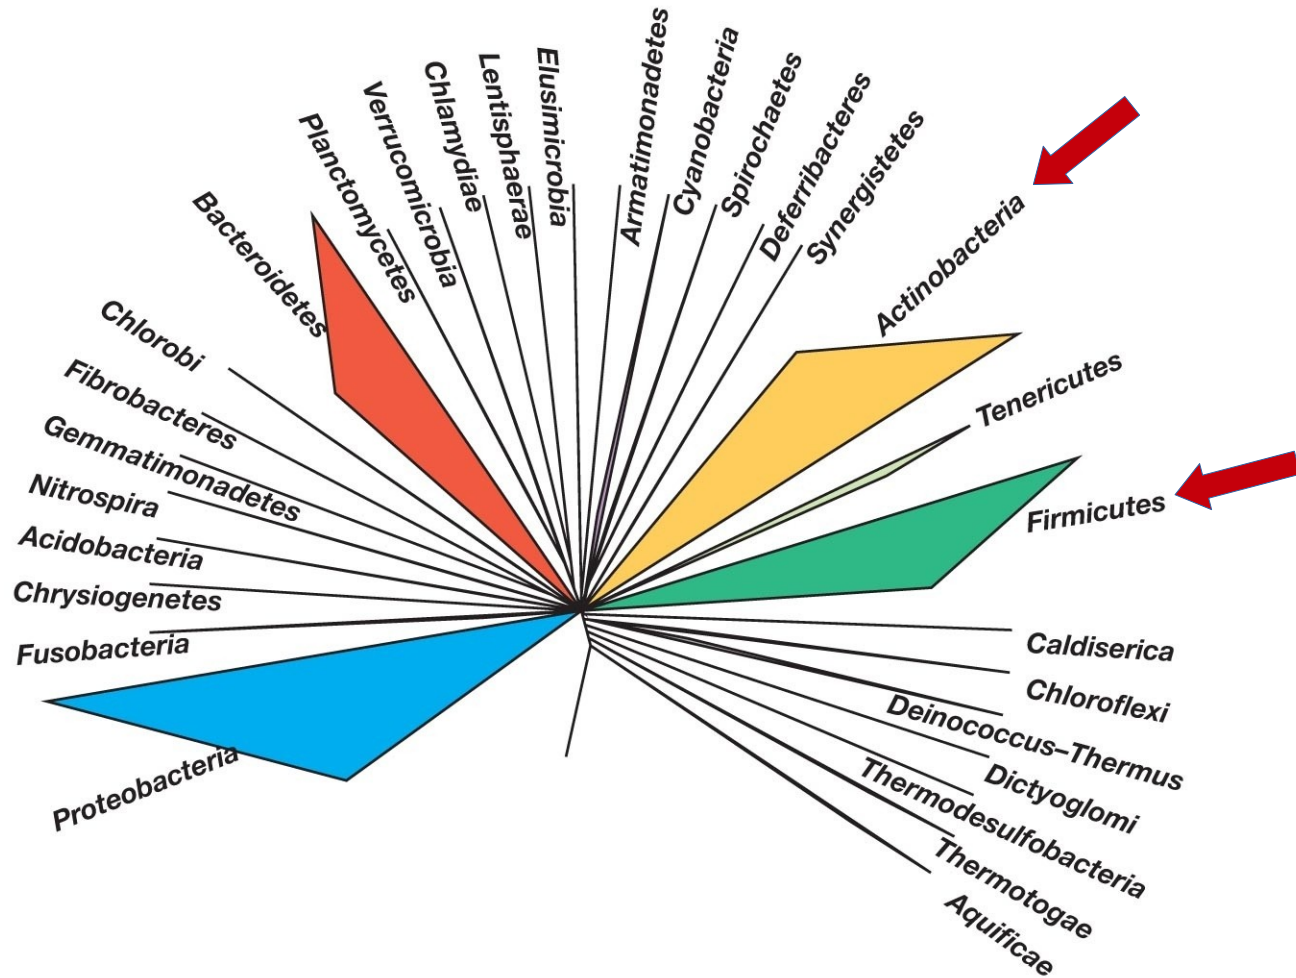 Elusimicrobia
Lentisphaerae
Chlamydiae
Verrucomicrobia
Planctomycetes
Bacteroidetes
Chlorobi
Fibrobacteres
Gemmatimonadetes
Nitrospira
Acidobacteria
Chrysiogenetes
Fusobacteria
Proteobacteria
Armatimonadetes
Cyanobacteria
Spirochaetes
Deferribacteres
Synergistetes
Actinobacteria
Tenericutes
Firmicutes
Caldiserica
Chloroflexi
Deinococcus–Thermus
Dictyoglomi
Thermodesulfobacteria
Thermotogae
Aquificae